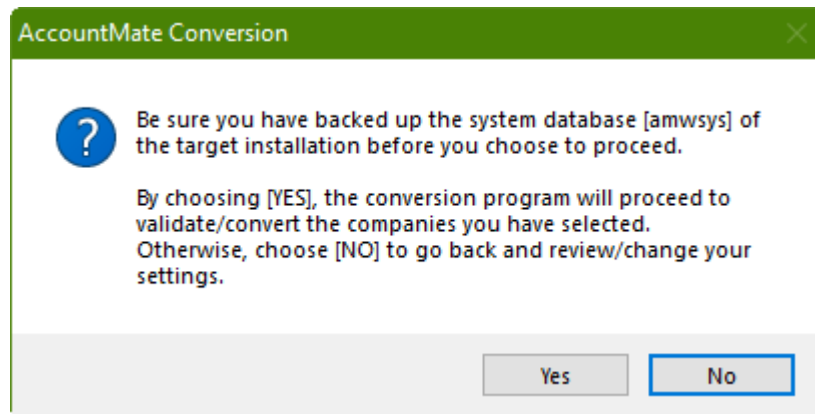 AccountMate Conversion
?
Be sure you have backed up the system database [amwsys] of
the target installation before you choose to proceed.
By choosing [YES], the conversion program will proceed to
validate/convert the companies you have selected.
Otherwise, choose [NO] to go back and review/change your
settings.
Yes
No